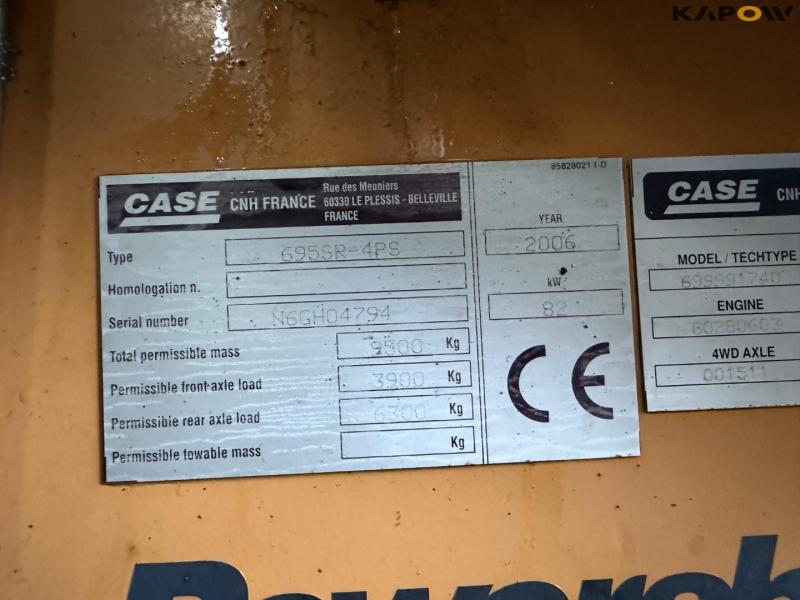 KAPOW
85828021 I-D
CASE CNH FRANCE
Rue des Meuniers
60330 LE PLESSIS - BELLEVILLE
FRANCE
Type 695SR-4PS
Homologation n.
Serial number N6GH04794
Total permissible mass 9500 Kg
Permissible front axle load 3900 Kg
Permissible rear axle load 6300 Kg
Permissible towable mass Kg
YEAR
2006
kW
82
CE
CASE CNH
MODEL / TECHTYPE
ENGINE
4WD AXLE
001511